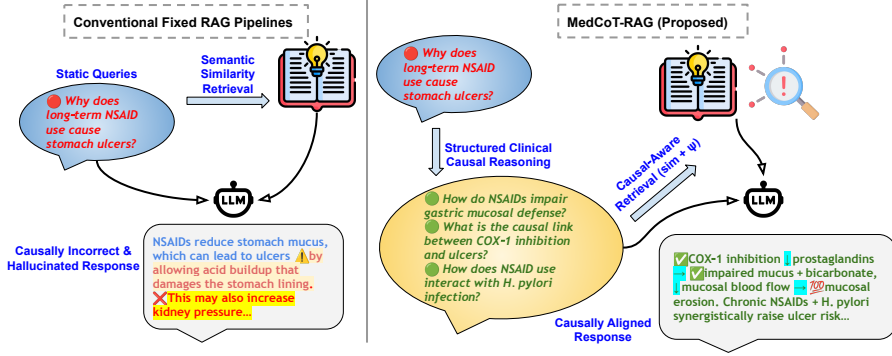 Conventional Fixed RAG Pipelines
Static Queries
Semantic
Similarity
Retrieval
🔴 Why does
long-term NSAID
use cause
stomach ulcers?
LLM
Causally Incorrect &
Hallucinated Response
NSAIDs reduce stomach mucus,
which can lead to ulcers ⚠️by
allowing acid buildup that
damages the stomach lining.
❌This may also increase
kidney pressure...
MedCoT-RAG (Proposed)
🔴 Why does
long-term NSAID
use cause
stomach ulcers?
Structured Clinical
Causal Reasoning
🟢 How do NSAIDs impair
gastric mucosal defense?
🟢 What is the causal link
between COX-1 inhibition
and ulcers?
🟢 How does NSAID use
interact with H. pylori
infection?
Causal-Aware
Retrieval (sim + ψ)
LLM
Causally Aligned
Response
✅COX-1 inhibition ↓prostaglandins
→ ✅impaired mucus + bicarbonate,
↓mucosal blood flow → 💯mucosal
erosion. Chronic NSAIDs + H. pylori
synergistically raise ulcer risk...